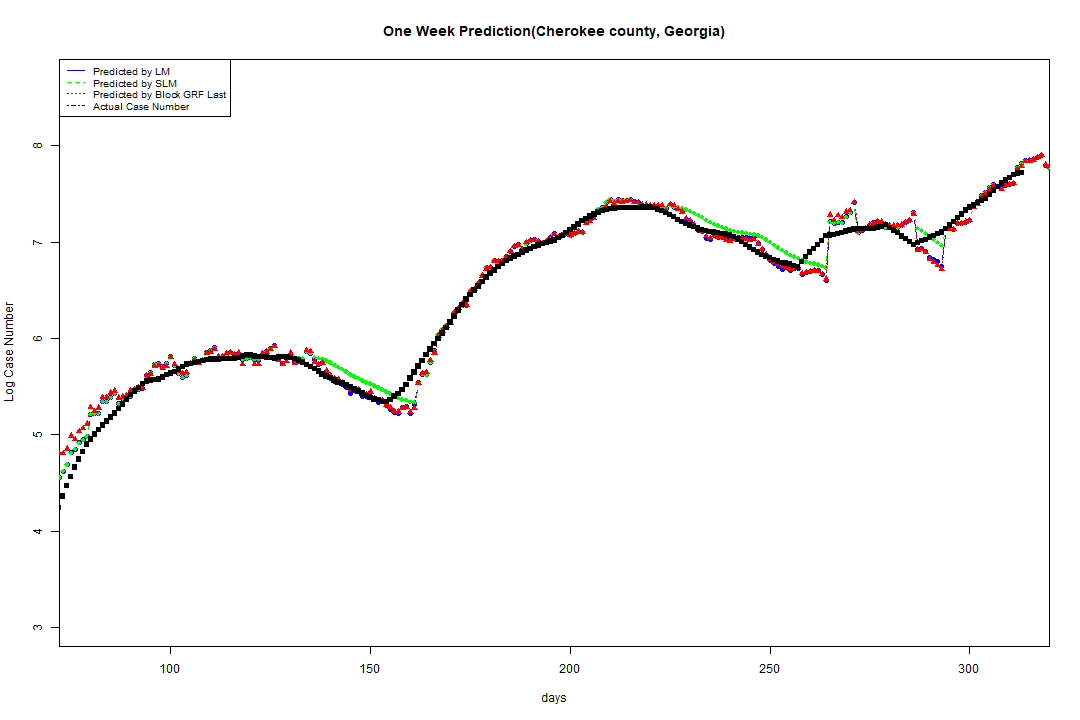 One Week Prediction(Cherokee county, Georgia)
Predicted by LM
Predicted by SLM
Predicted by Block GRF Last
Actual Case Number
Log Case Number
8
7
6
5
4
3
100 150 200 250 300
days